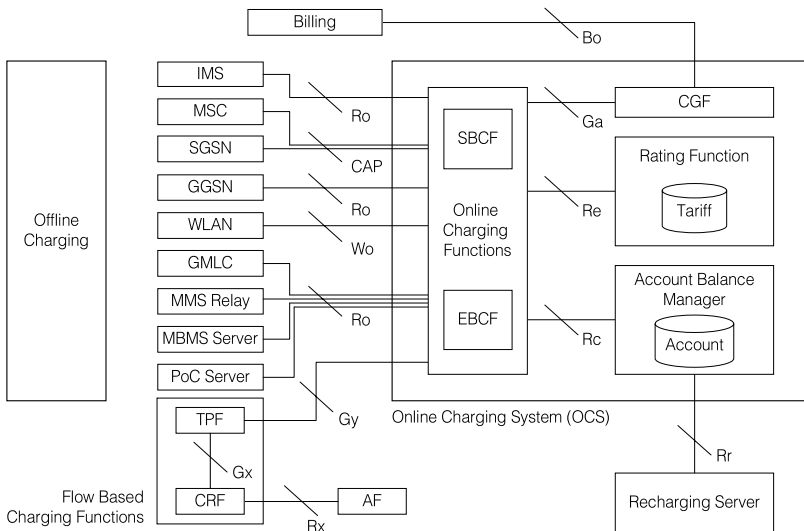 Billing
Bo
IMS
MSC
SGSN
GGSN
WLAN
GMLC
MMS Relay
MBMS Server
PoC Server
Offline
Charging
Ro
CAP
Ro
Wo
Ro
Gy
SBCF
Online
Charging
Functions
EBCF
Ga
Re
Rc
CGF
Rating Function
Tariff
Account Balance
Manager
Account
Online Charging System (OCS)
Rr
Recharging Server
TPF
Gx
CRF
Flow Based
Charging Functions
Rx
AF